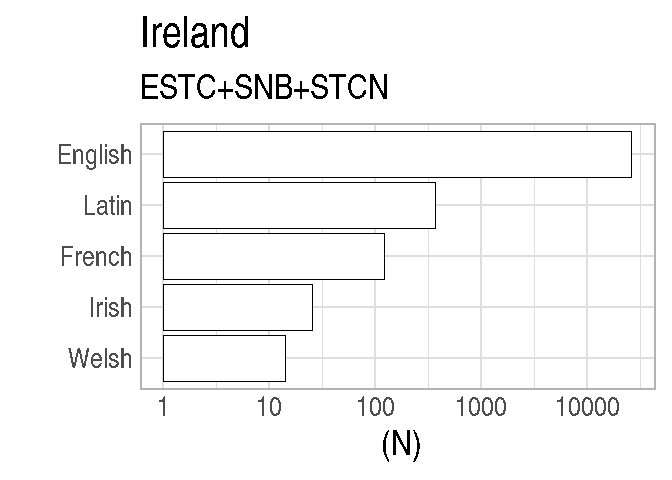 Ireland
ESTC+SNB+STCN
English
Latin
French
Irish
Welsh
1 10 100 1000 10000
(N)